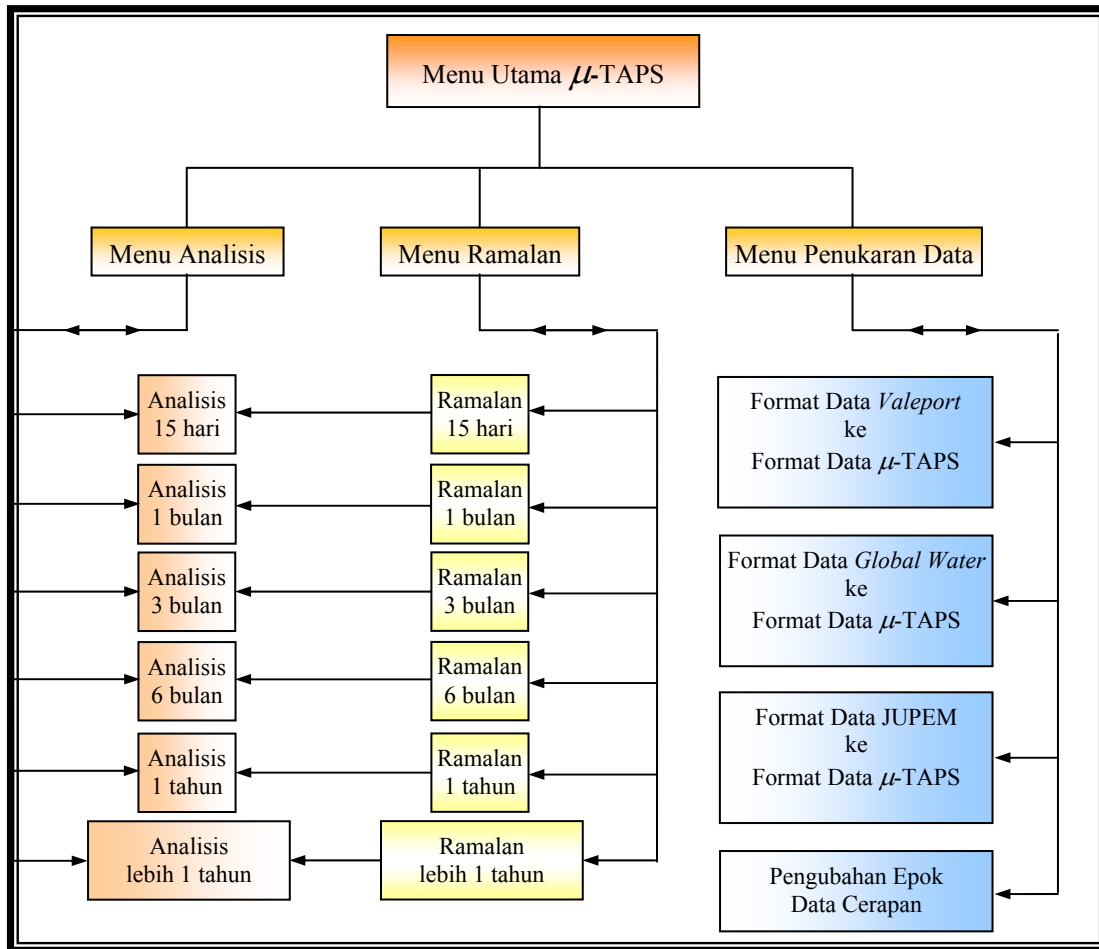 Menu Utama μ-TAPS
Menu Analisis
Menu Ramalan
Menu Penukaran Data
Analisis
15 hari
Ramalan
15 hari
Format Data Valeport
ke
Format Data μ-TAPS
Analisis
1 bulan
Ramalan
1 bulan
Analisis
3 bulan
Ramalan
3 bulan
Format Data Global Water
ke
Format Data μ-TAPS
Analisis
6 bulan
Ramalan
6 bulan
Format Data JUPEM
ke
Format Data μ-TAPS
Analisis
1 tahun
Ramalan
1 tahun
Analisis
lebih 1 tahun
Ramalan
lebih 1 tahun
Pengubahan Epok
Data Cerapan